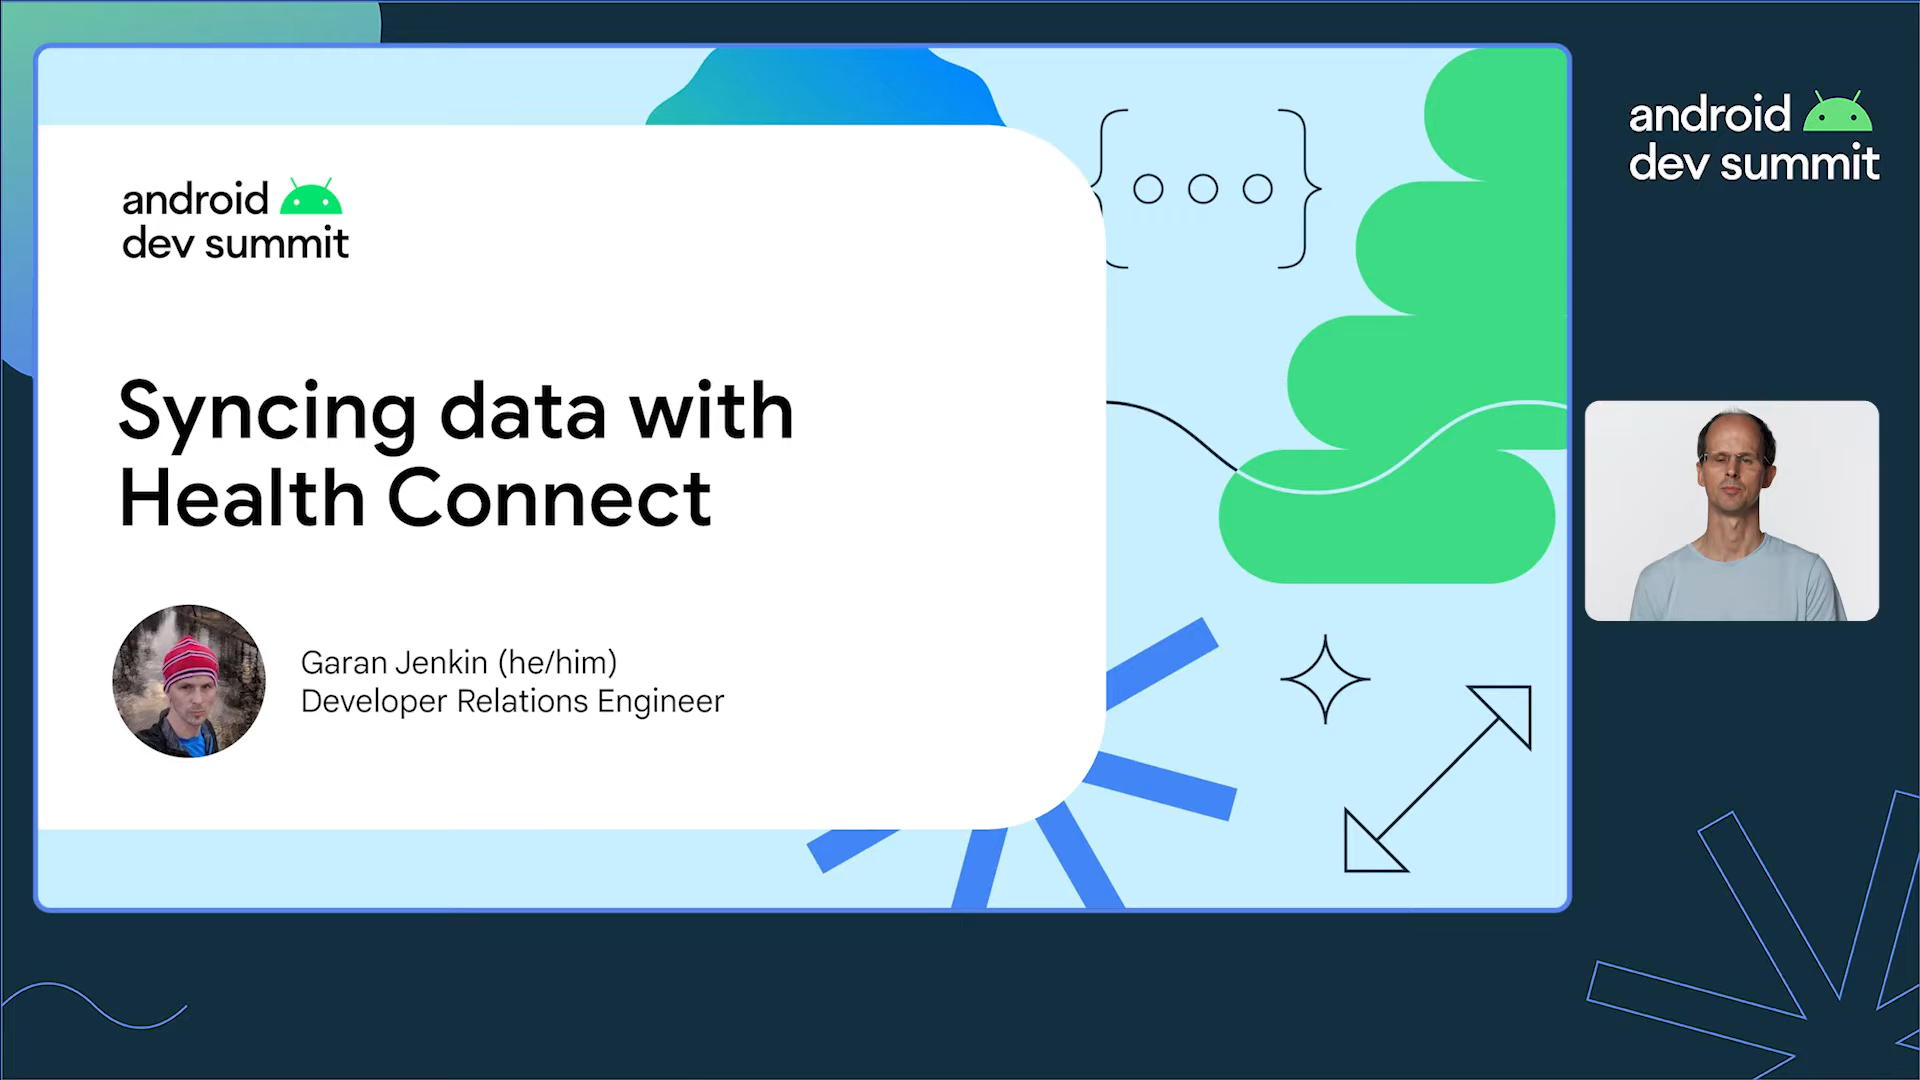 android
dev summit
Syncing data with
Health Connect
Garan Jenkin (he/him)
Developer Relations Engineer
android
dev summit